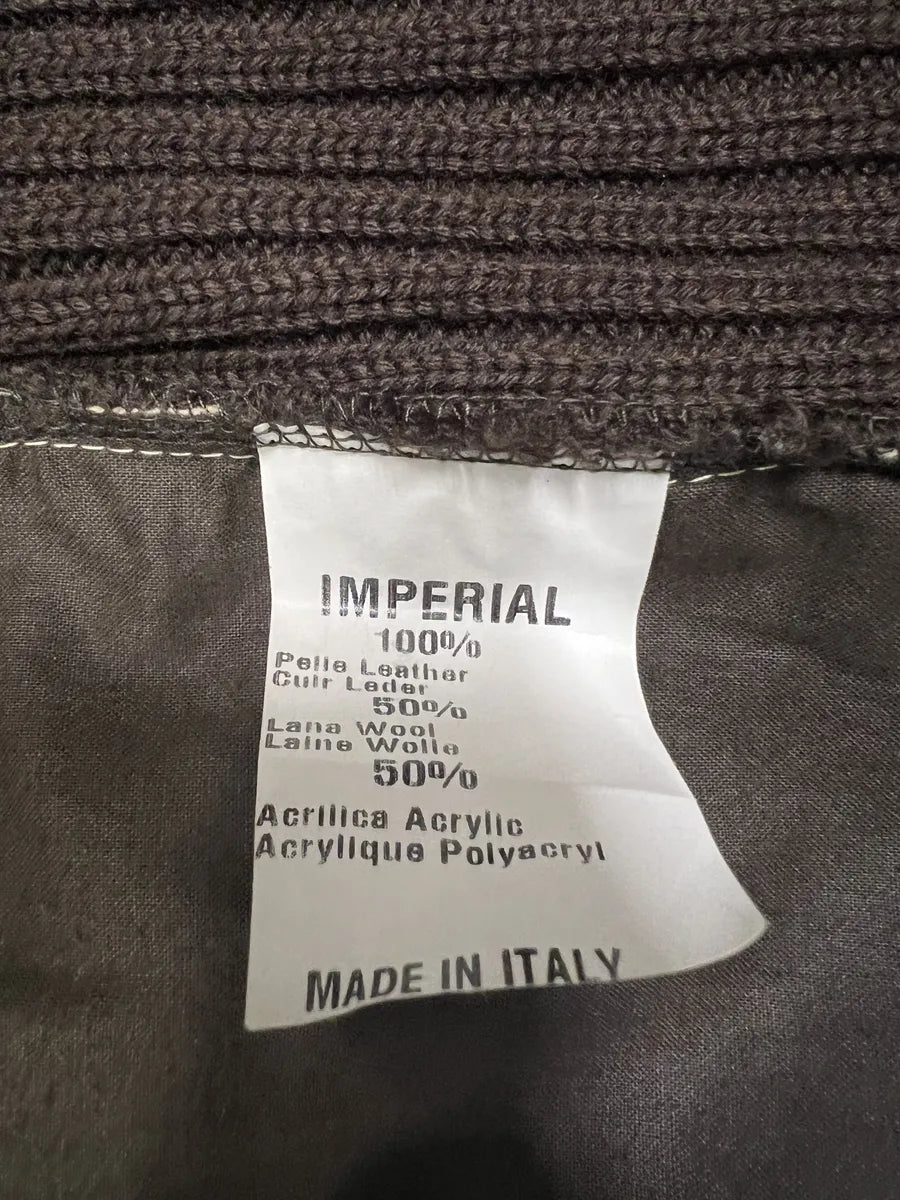 IMPERIAL
100%
Pelle Leather
Cuir Leder
50%
Lana Wool
Laine Wolle
50%
Acrilica Acrylic
Acrylique Polyacryl
MADE IN ITALY